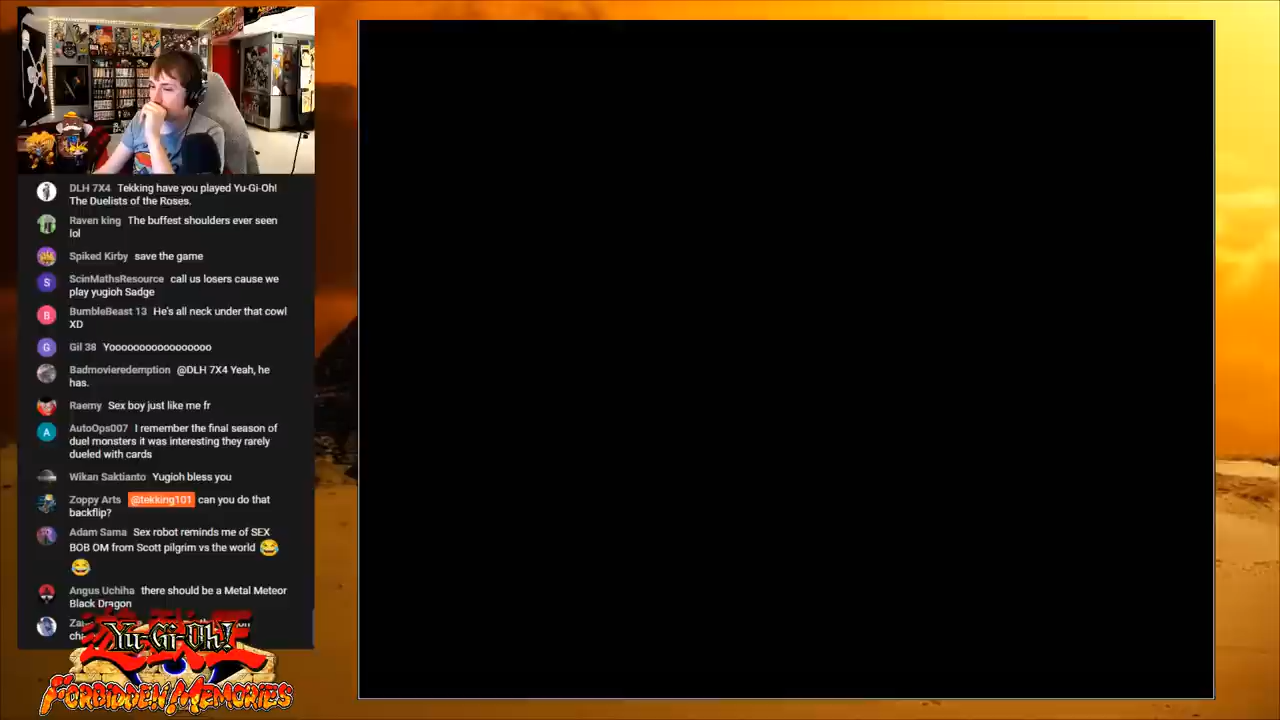 DLH 7X4 Tekking have you played Yu-Gi-Oh!
The Duelists of the Roses.
Raven king The buffest shoulders ever seen
lol
Spiked Kirby save the game
S ScinMathsResource call us losers cause we
play yugioh Sadge
B BumbleBeast 13 He's all neck under that cowl
XD
G Gil 38 Yoooooooooooooooo
Badmovieredemption @DLH 7X4 Yeah, he
has.
Raemy Sex boy just like me fr
A AutoOps007 I remember the final season of
duel monsters it was interesting they rarely
dueled with cards
Wikan Saktianto Yugioh bless you
Zoppy Arts @tekking101 can you do that
backflip?
Adam Sama Sex robot reminds me of SEX
BOB OM from Scott pilgrim vs the world 😂
😂
Angus Uchiha there should be a Metal Meteor
Black Dragon
Yu-Gi-Oh!
Forbidden Memories